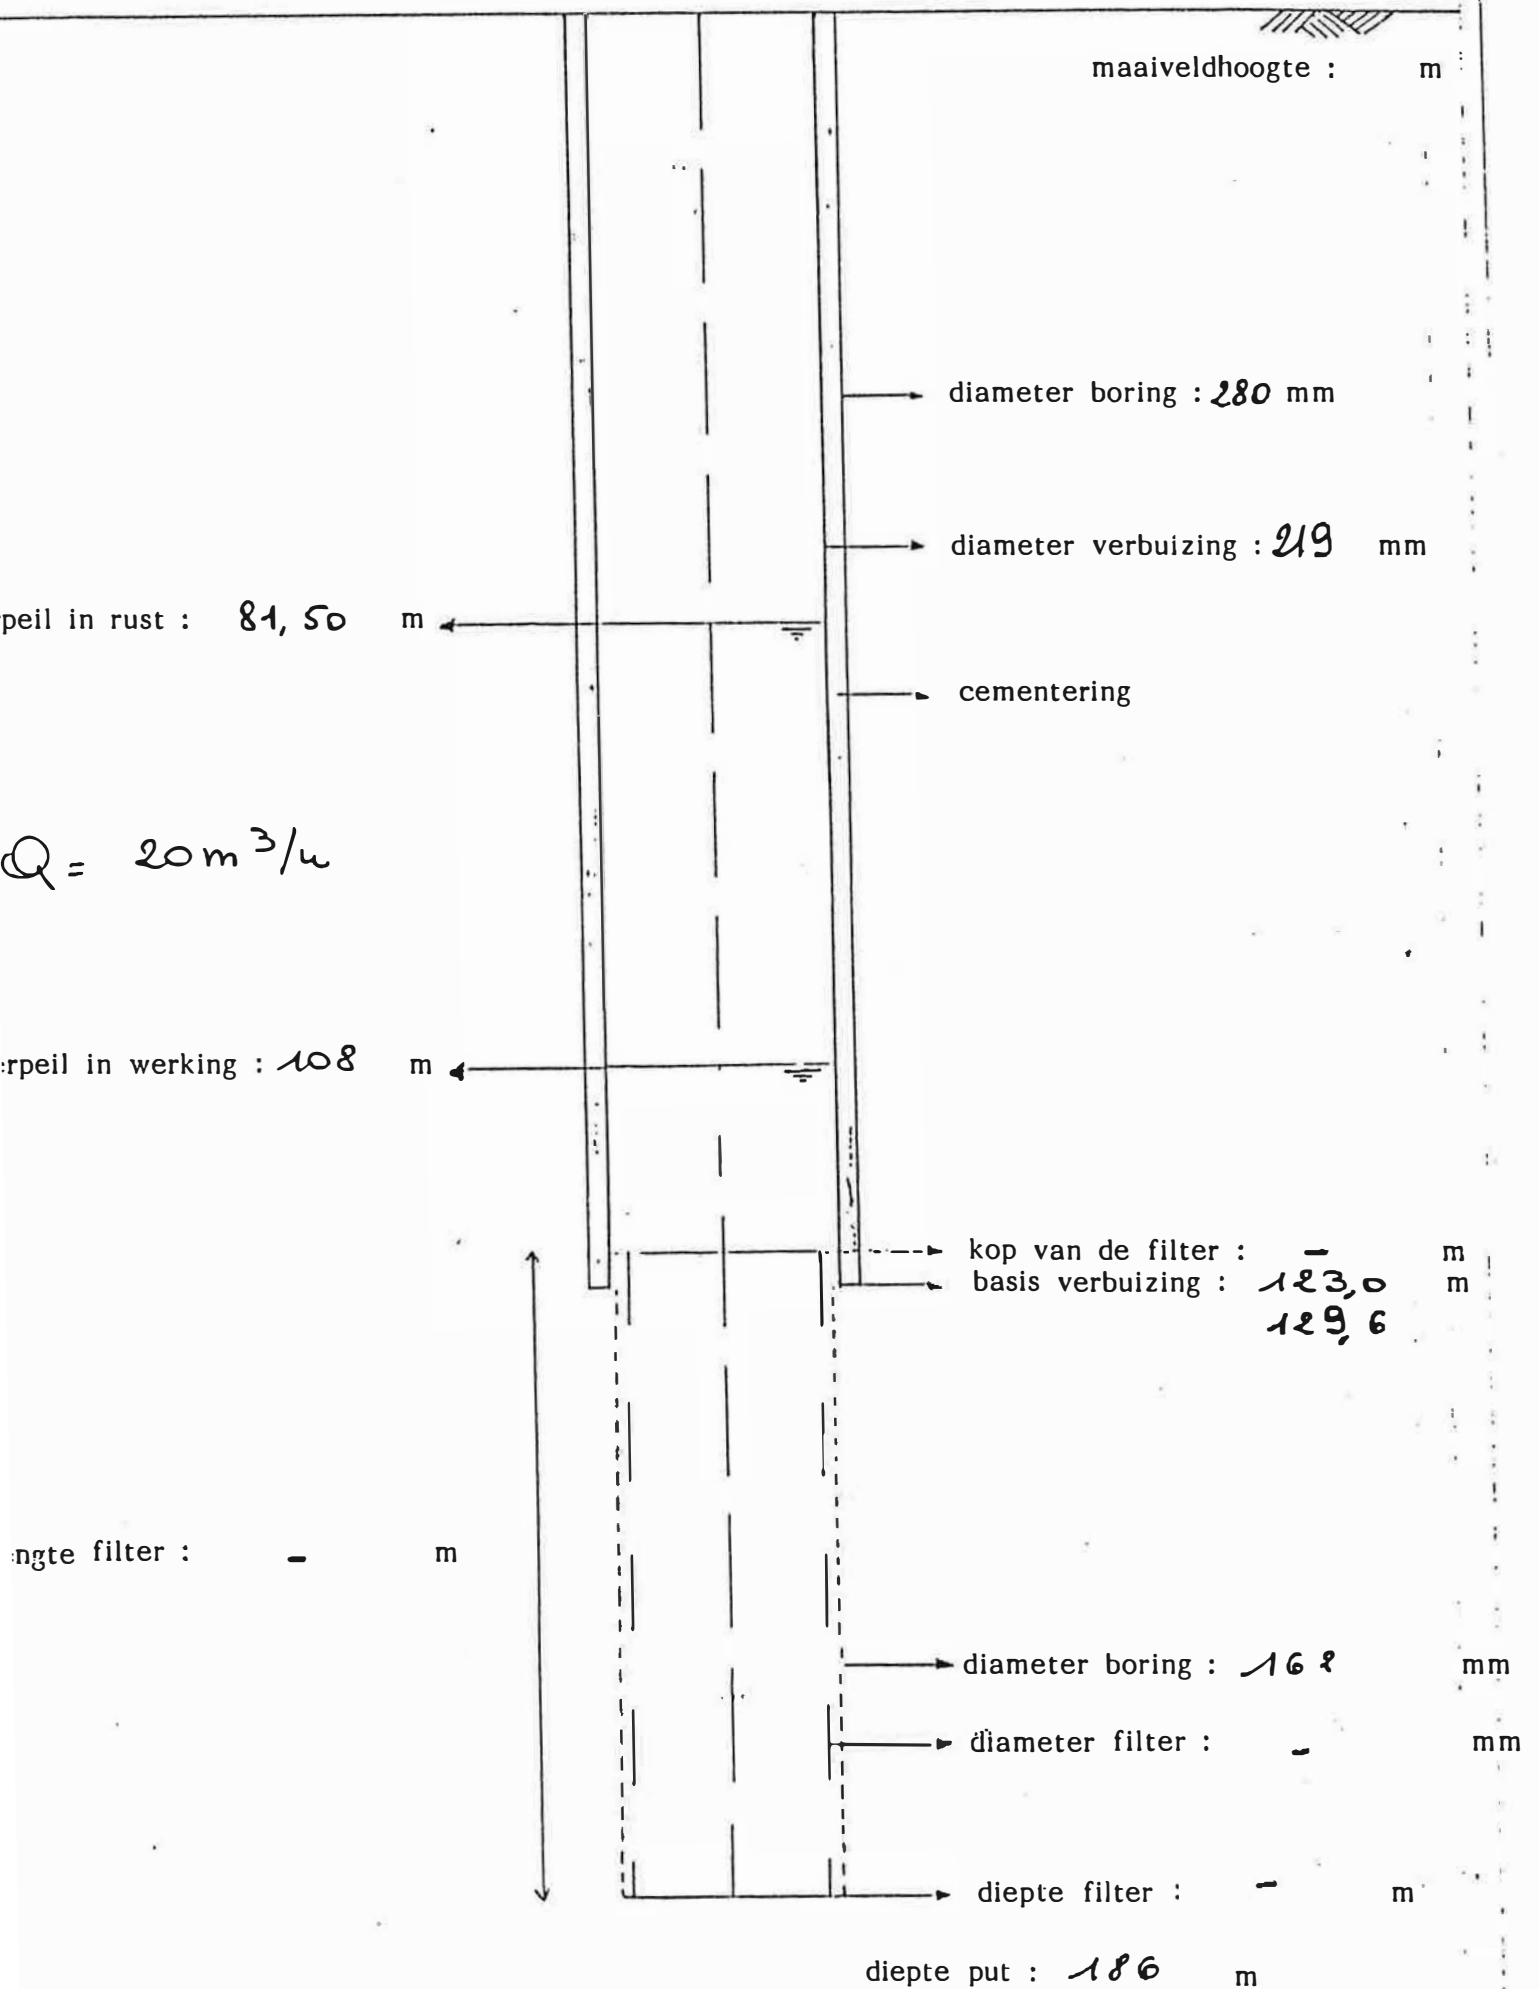 maaiveldhoogte : m
diameter boring : 280 mm
diameter verbuizing : 219 mm
peil in rust : 81,50 m
cementering
Q = 20 m³/u
rpeil in werking : 108 m
kop van de filter : - m
basis verbuizing : 123,0 m
129,6
ngte filter : - m
diameter boring : 162 mm
diameter filter : - mm
diepte filter : - m
diepte put : 186 m